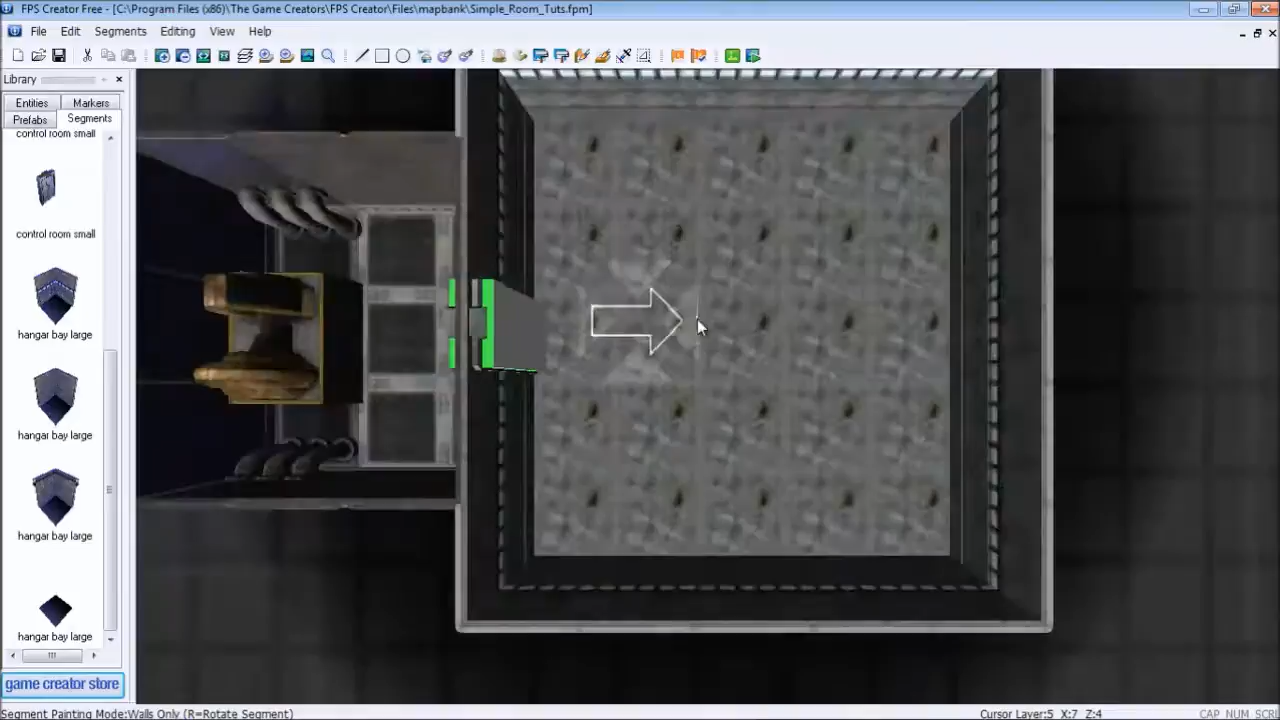 FPS Creator Free - [C:\Program Files (x86)\The Game Creators\FPS Creator\Files\mapbank\Simple_Room_Tuts.fpm]
File Edit Segments Editing View Help
Library
Entities Markers
Prefabs Segments
control room small
control room small
hangar bay large
hangar bay large
hangar bay large
hangar bay large
game creator store
Segment Painting Mode:Walls Only (R=Rotate Segment) Cursor Layer:5 X:7 Z:4 CAP NUM SCRL